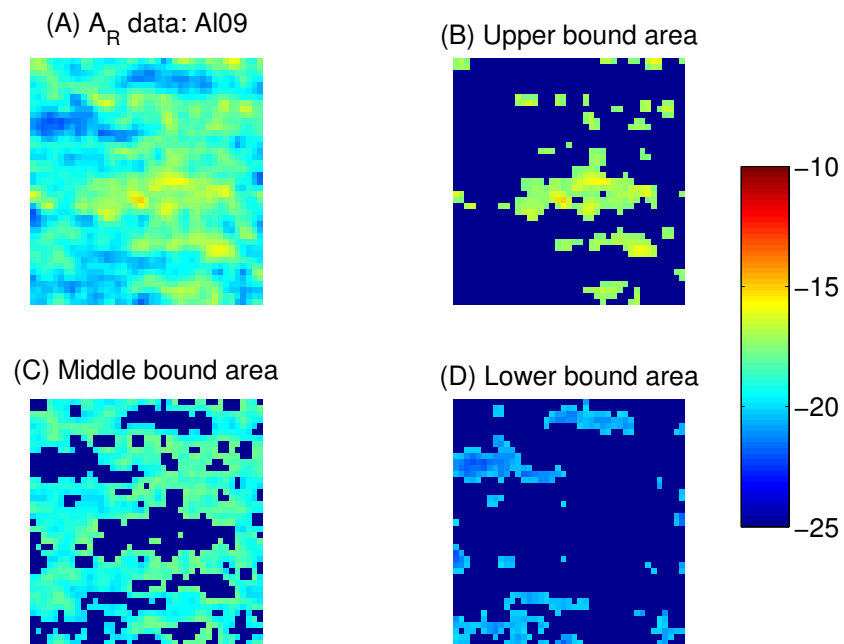 (A) A_R data: Al09
(B) Upper bound area
−10
−15
(C) Middle bound area
(D) Lower bound area
−20
−25